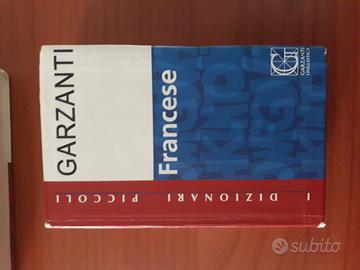 GARZANTI
Francese
I DIZIONARI PICCOLI
GARZANTI
LINGUISTICA
subito